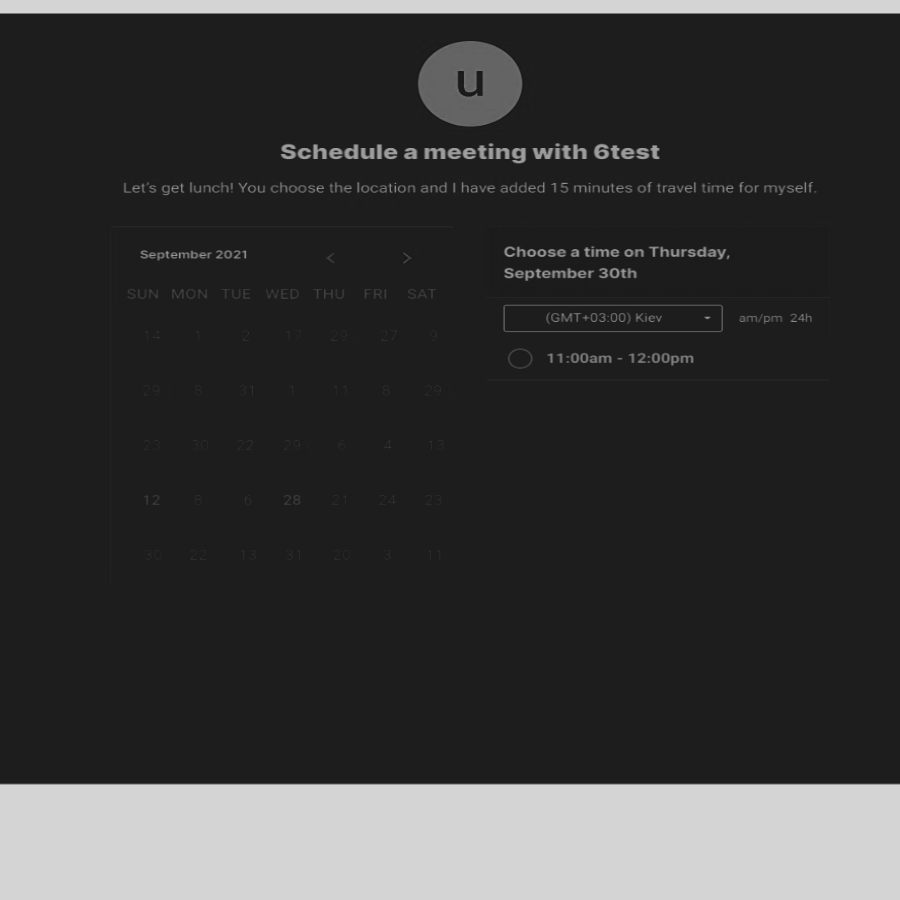 u
Schedule a meeting with 6test
Let's get lunch! You choose the location and I have added 15 minutes of travel time for myself.
September 2021 < >
SUN MON TUE WED THU FRI SAT
14 1 2 17 29 27 9
29 8 31 1 11 8 29
23 30 22 29 6 4 13
12 8 6 28 21 24 23
30 22 13 31 20 3 11
Choose a time on Thursday,
September 30th
(GMT+03:00) Kiev am/pm 24h
11:00am - 12:00pm